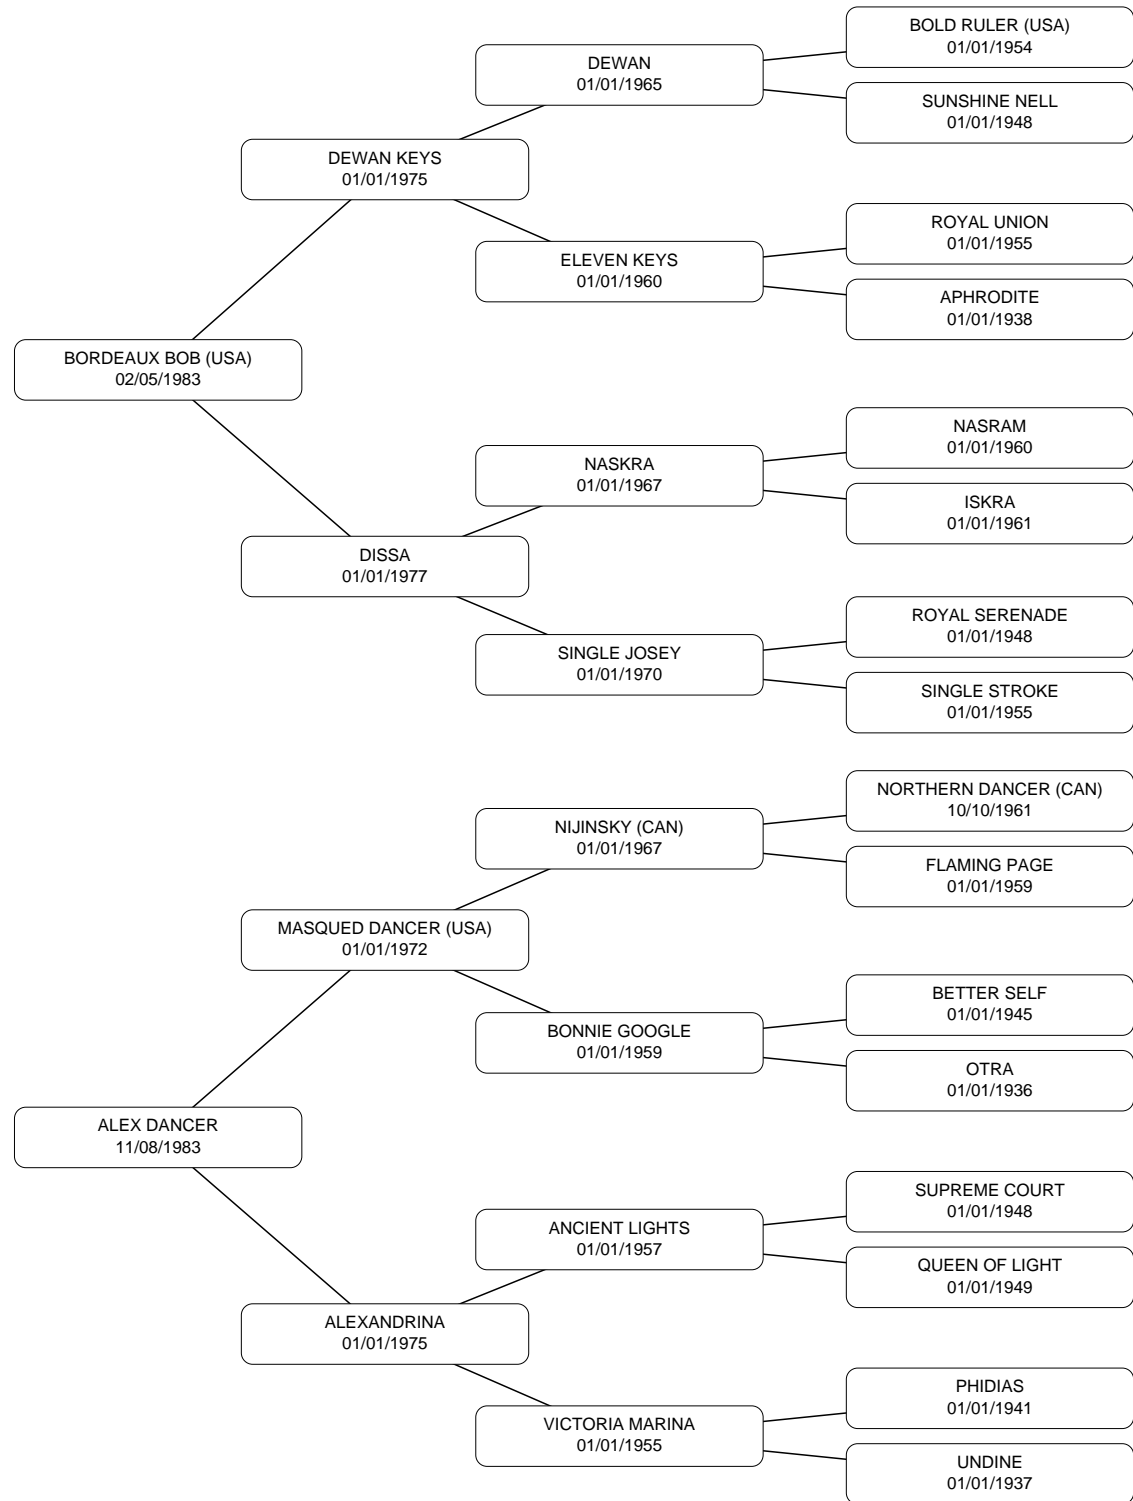 BOLD RULER (USA)
01/01/1954
DEWAN
01/01/1965
SUNSHINE NELL
01/01/1948
DEWAN KEYS
01/01/1975
ROYAL UNION
01/01/1955
ELEVEN KEYS
01/01/1960
APHRODITE
01/01/1938
BORDEAUX BOB (USA)
02/05/1983
NASRAM
01/01/1960
NASKRA
01/01/1967
ISKRA
01/01/1961
DISSA
01/01/1977
ROYAL SERENADE
01/01/1948
SINGLE JOSEY
01/01/1970
SINGLE STROKE
01/01/1955
NORTHERN DANCER (CAN)
10/10/1961
NIJINSKY (CAN)
01/01/1967
FLAMING PAGE
01/01/1959
MASQUED DANCER (USA)
01/01/1972
BETTER SELF
01/01/1945
BONNIE GOOGLE
01/01/1959
OTRA
01/01/1936
ALEX DANCER
11/08/1983
SUPREME COURT
01/01/1948
ANCIENT LIGHTS
01/01/1957
QUEEN OF LIGHT
01/01/1949
ALEXANDRINA
01/01/1975
PHIDIAS
01/01/1941
VICTORIA MARINA
01/01/1955
UNDINE
01/01/1937